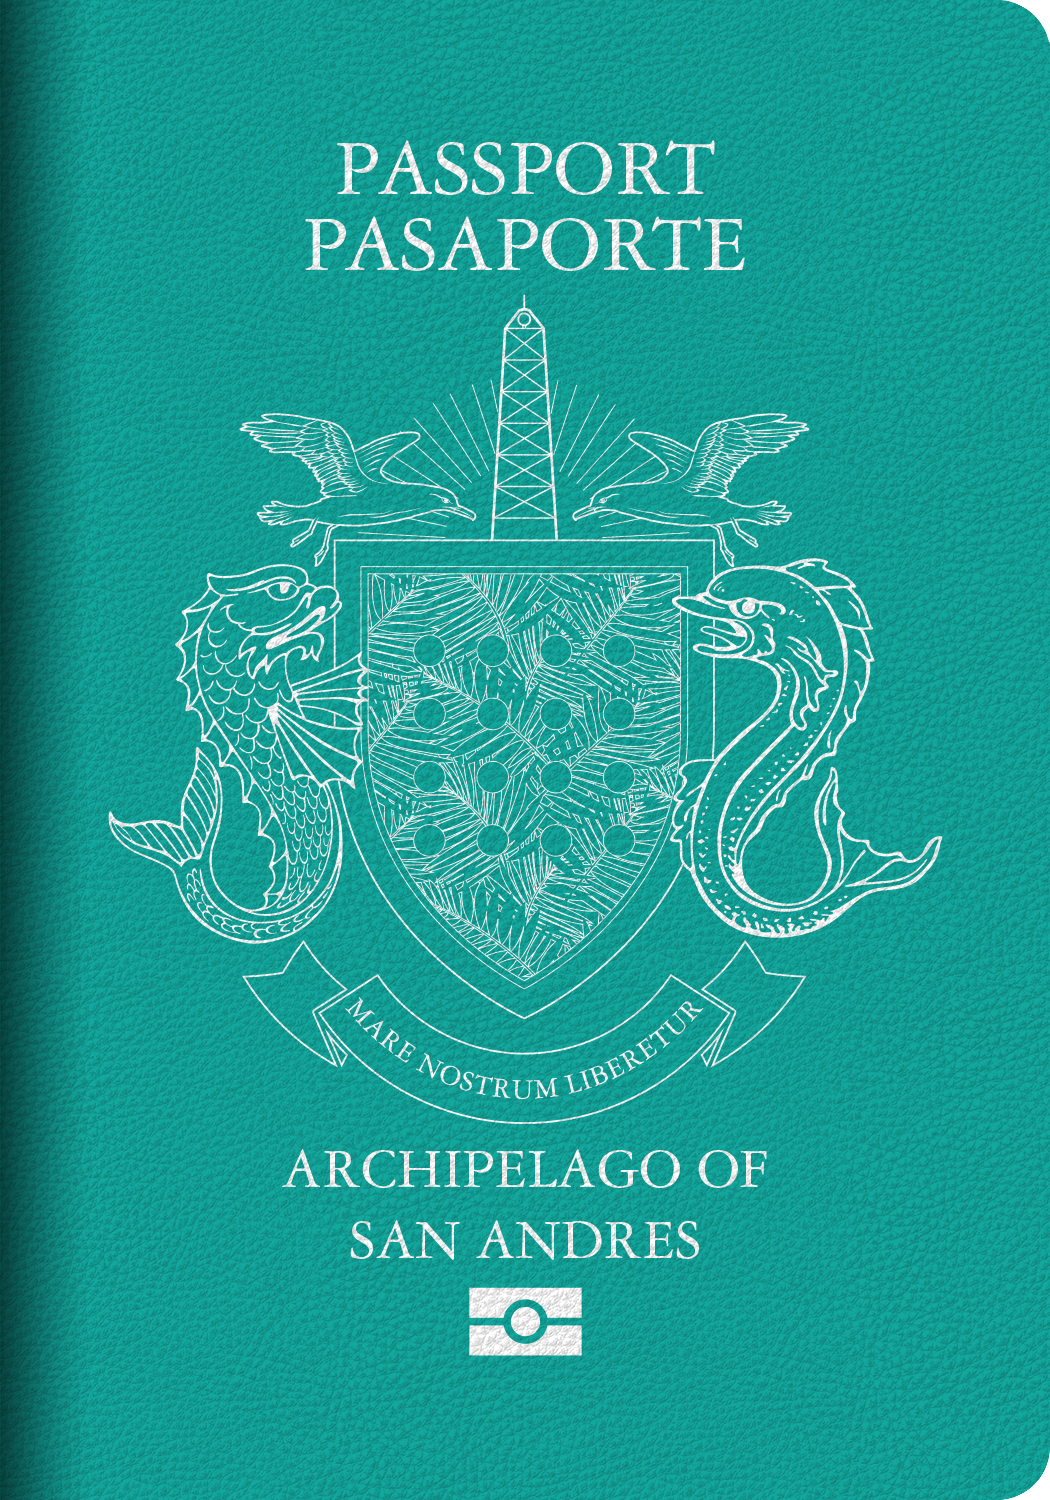 PASSPORT
PASAPORTE
MARE NOSTRUM LIBERETUR
ARCHIPELAGO OF
SAN ANDRES